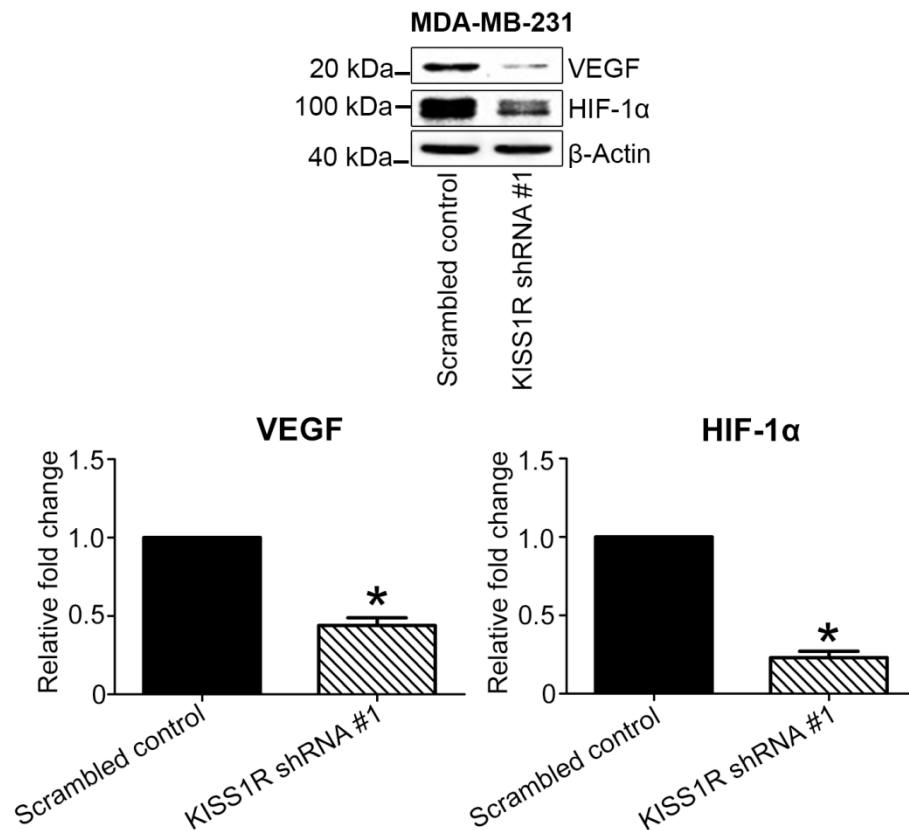 MDA-MB-231
20 kDa VEGF
100 kDa HIF-1α
40 kDa β-Actin
Scrambled control
KISS1R shRNA #1
VEGF
Relative fold change
1.5
1.0
0.5
0
*
Scrambled control
KISS1R shRNA #1
HIF-1α
Relative fold change
1.5
1.0
0.5
0
*
Scrambled control
KISS1R shRNA #1